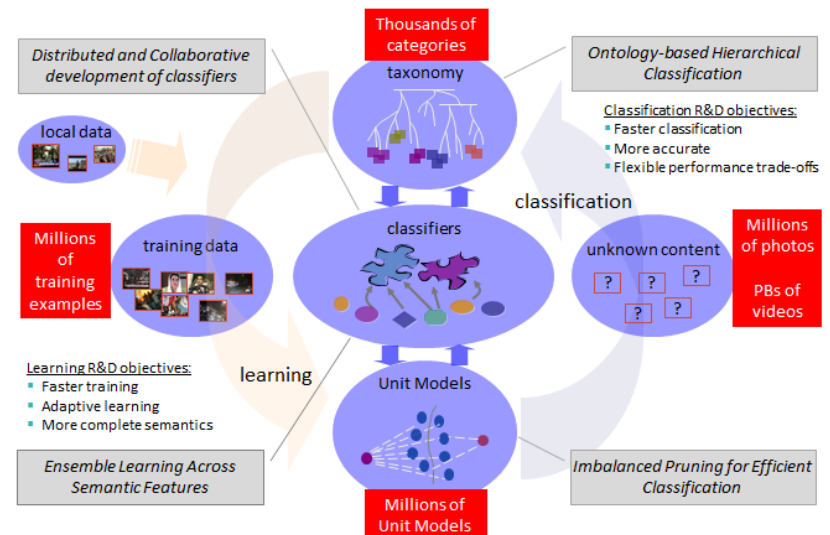 Thousands of
categories
Distributed and Collaborative
development of classifiers
Ontology-based Hierarchical
Classification
taxonomy
Classification R&D objectives:
Faster classification
More accurate
Flexible performance trade-offs
local data
classification
classifiers
Millions
of
training
examples
training data
unknown content
? ? ?
? ?
Millions
of photos
PBs of
videos
Learning R&D objectives:
Faster training
Adaptive learning
More complete semantics
learning
Unit Models
Ensemble Learning Across
Semantic Features
Imbalanced Pruning for Efficient
Classification
Millions of
Unit Models